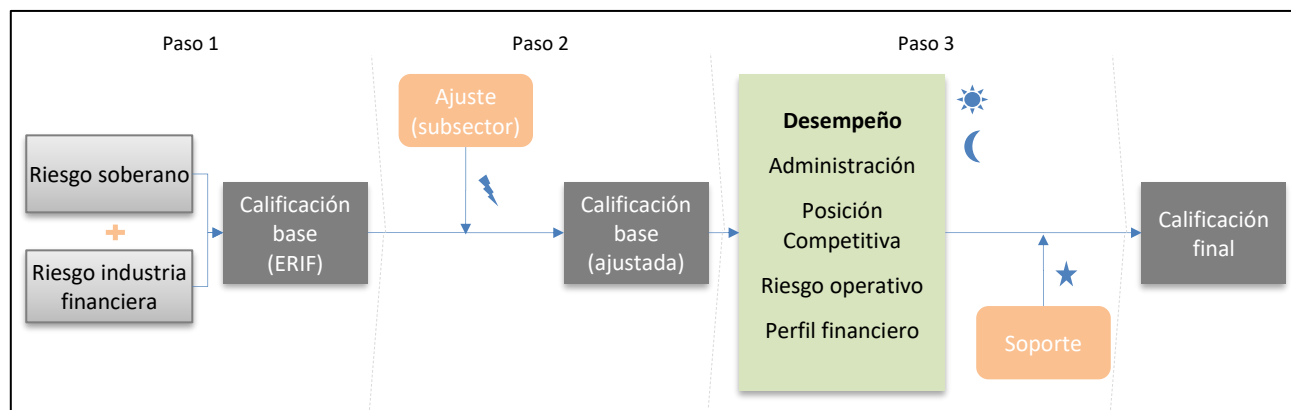 Paso 1
Paso 2
Paso 3
Riesgo soberano
Riesgo industria
financiera
Calificación
base
(ERIF)
Ajuste
(subsector)
Calificación
base
(ajustada)
Desempeño
Administración
Posición
Competitiva
Riesgo operativo
Perfil financiero
Soporte
Calificación
final